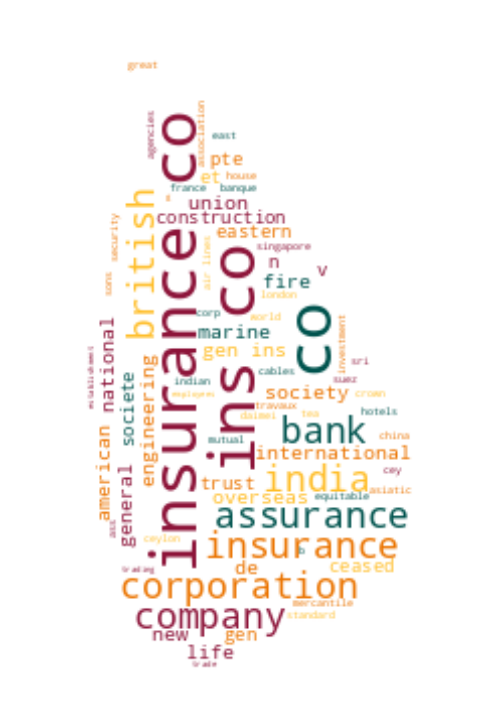 great
insurance co
agencies
association
east
pte
et
house
france
banque
s
union
british
construction
security
eastern
singapore
air lines
n
v
sons
fire
ins co
london
co
corp
world
marine
national
investment
gen ins
establishment
sri
cables
engineering
indian
suez
societe
employees
society
crown
travaux
daimei
tea
hotels
american
bank
mutual
china
international
general
cey
india
trust
asiatic
overseas
equitable
assurance
ass
ceylon
insurance
b
de
ceased
trading
corporation
mercantile
company
standard
new
gen
life
trade